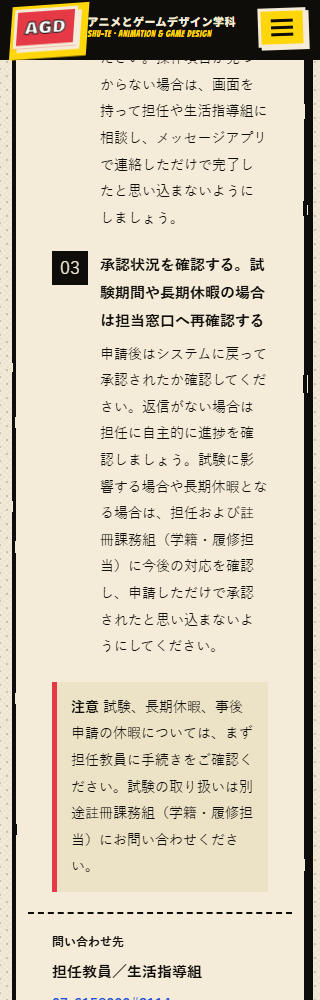 AGD
アニメとゲームデザイン学科
SHU-TE・ANIMATION & GAME DESIGN
からない場合は、画面を
持って担任や生活指導組に
相談し、メッセージアプリ
で連絡しただけで完了し
たと思い込まないように
しましょう。
03
承認状況を確認する。試
験期間や長期休暇の場合
は担当窓口へ再確認する
申請後はシステムに戻って
承認されたか確認してくだ
さい。返信がない場合は
担任に自主的に進捗を確
認しましょう。試験に影
響する場合や長期休暇とな
る場合は、担任および註
冊課務組（学籍・履修担
当）に今後の対応を確認
し、申請しただけで承認
されたと思い込まないよ
うにしてください。
注意 試験、長期休暇、事後
申請の休暇については、まず
担任教員に手続きをご確認く
ださい。試験の取り扱いは別
途註冊課務組（学籍・履修担
当）にお問い合わせくださ
い。
問い合わせ先
担任教員／生活指導組